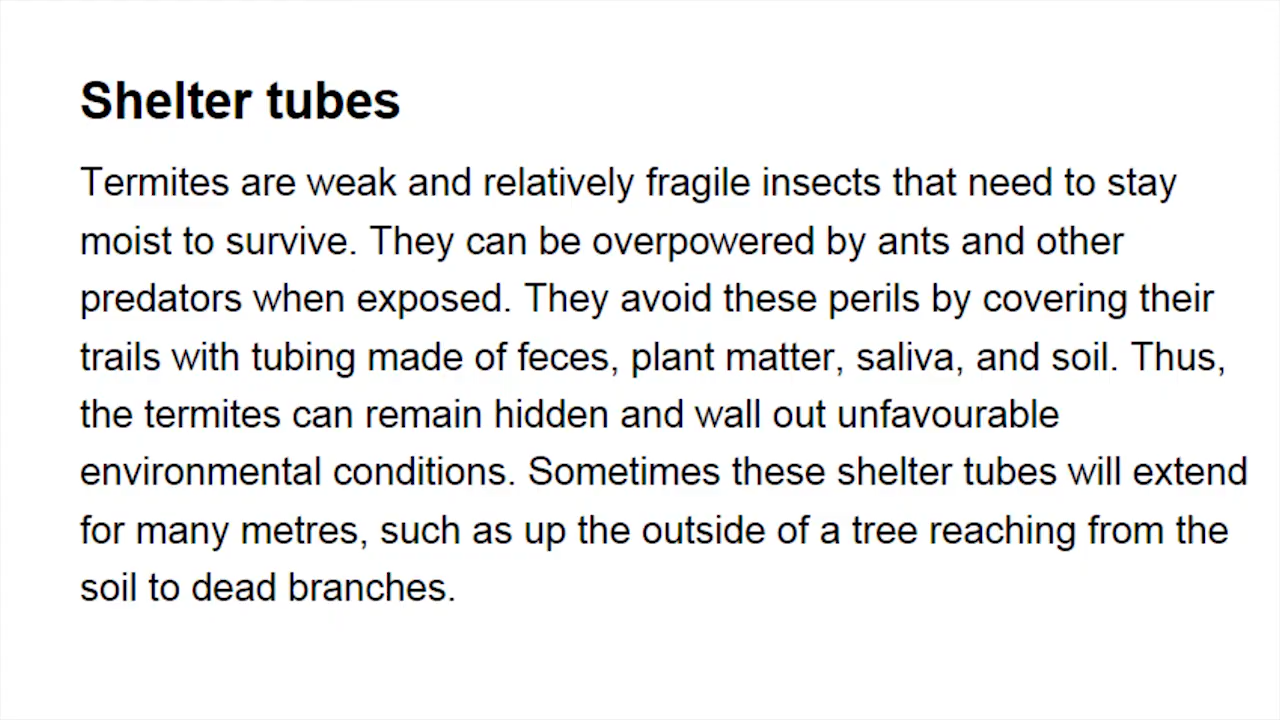 Shelter tubes
Termites are weak and relatively fragile insects that need to stay
moist to survive. They can be overpowered by ants and other
predators when exposed. They avoid these perils by covering their
trails with tubing made of feces, plant matter, saliva, and soil. Thus,
the termites can remain hidden and wall out unfavourable
environmental conditions. Sometimes these shelter tubes will extend
for many metres, such as up the outside of a tree reaching from the
soil to dead branches.